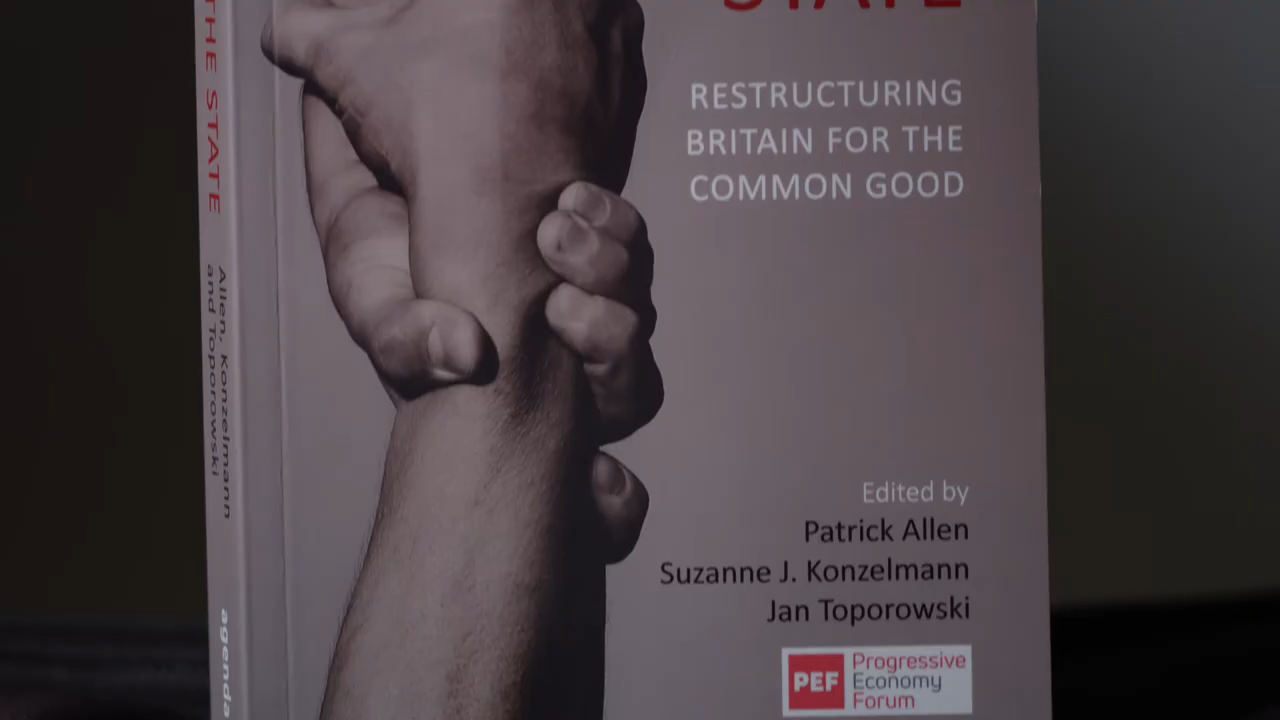 STATE
RESTRUCTURING
BRITAIN FOR THE
COMMON GOOD
Edited by
Patrick Allen
Suzanne J. Konzelmann
Jan Toporowski
PEF
Progressive
Economy
Forum
THE STATE
Allen, Konzelmann
and Toporowski
agenda